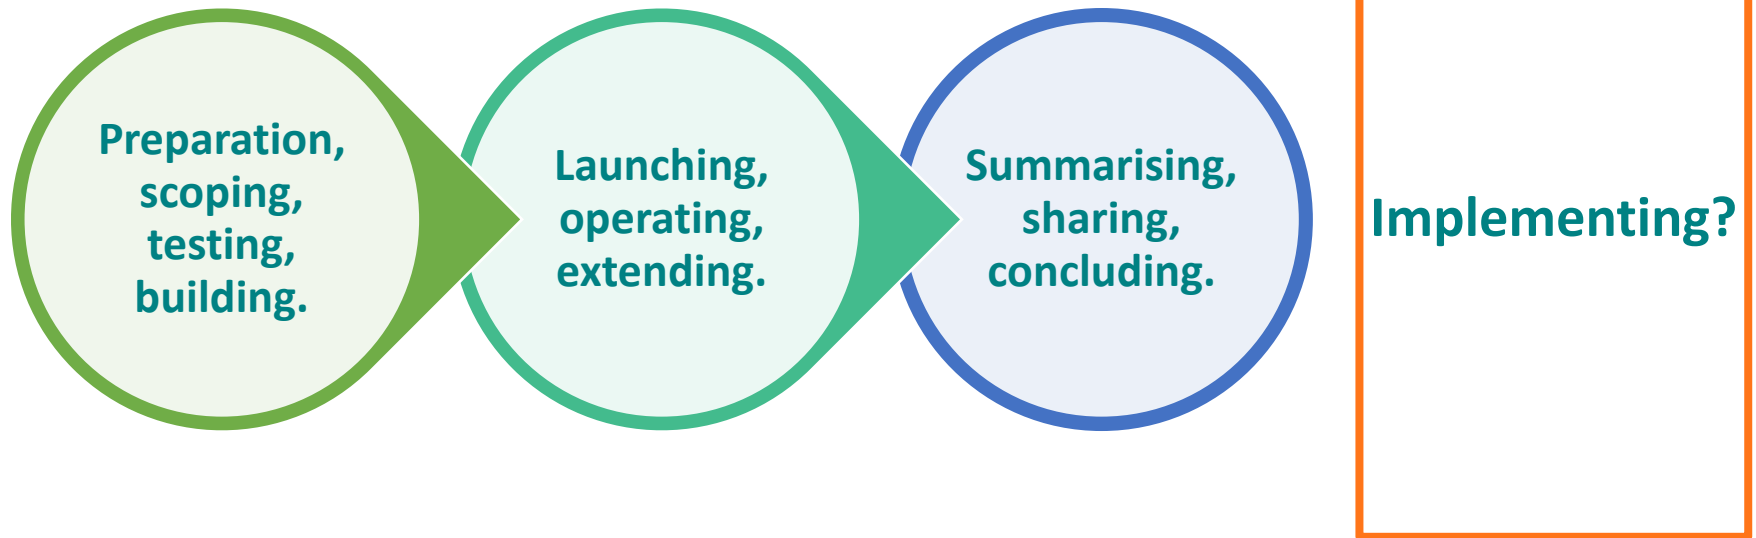 Preparation,
scoping,
testing,
building.
Launching,
operating,
extending.
Summarising,
sharing,
concluding.
Implementing?